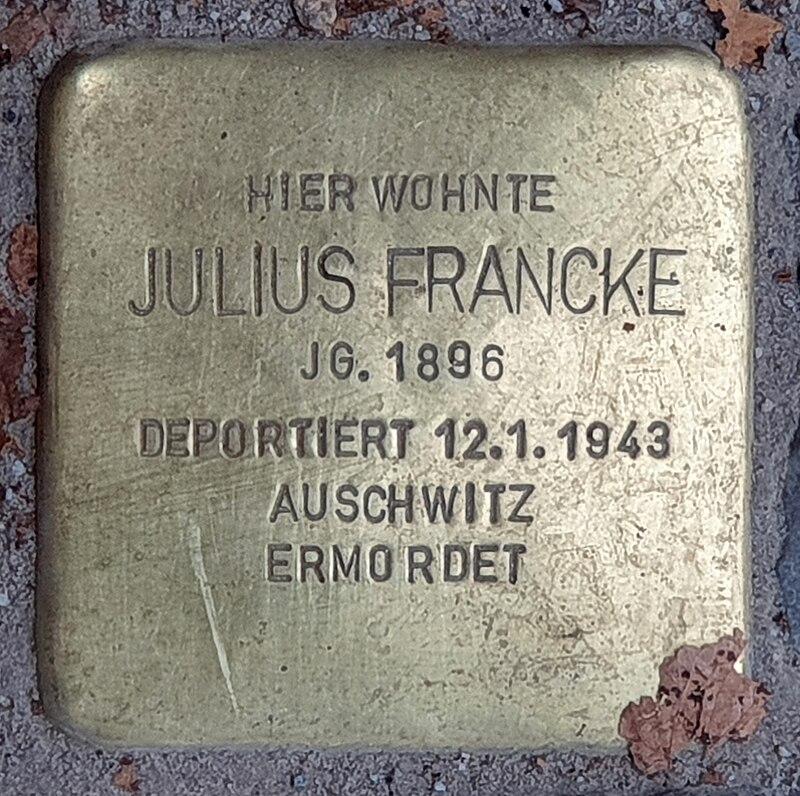 HIER WOHNTE
JULIUS FRANCKE
JG. 1896
DEPORTIERT 12.1.1943
AUSCHWITZ
ERMORDET